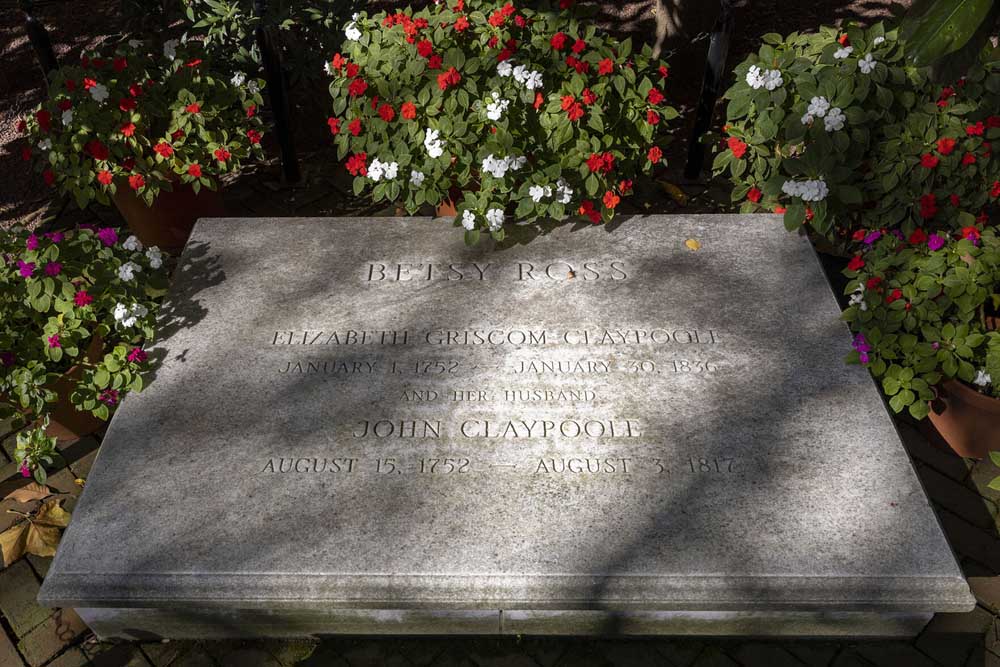 BETSY ROSS
ELIZABETH GRISCOM CLAYPOOLE
JANUARY 1, 1752 — JANUARY 30, 1836
AND HER HUSBAND
JOHN CLAYPOOLE
AUGUST 15, 1752 — AUGUST 3, 1817